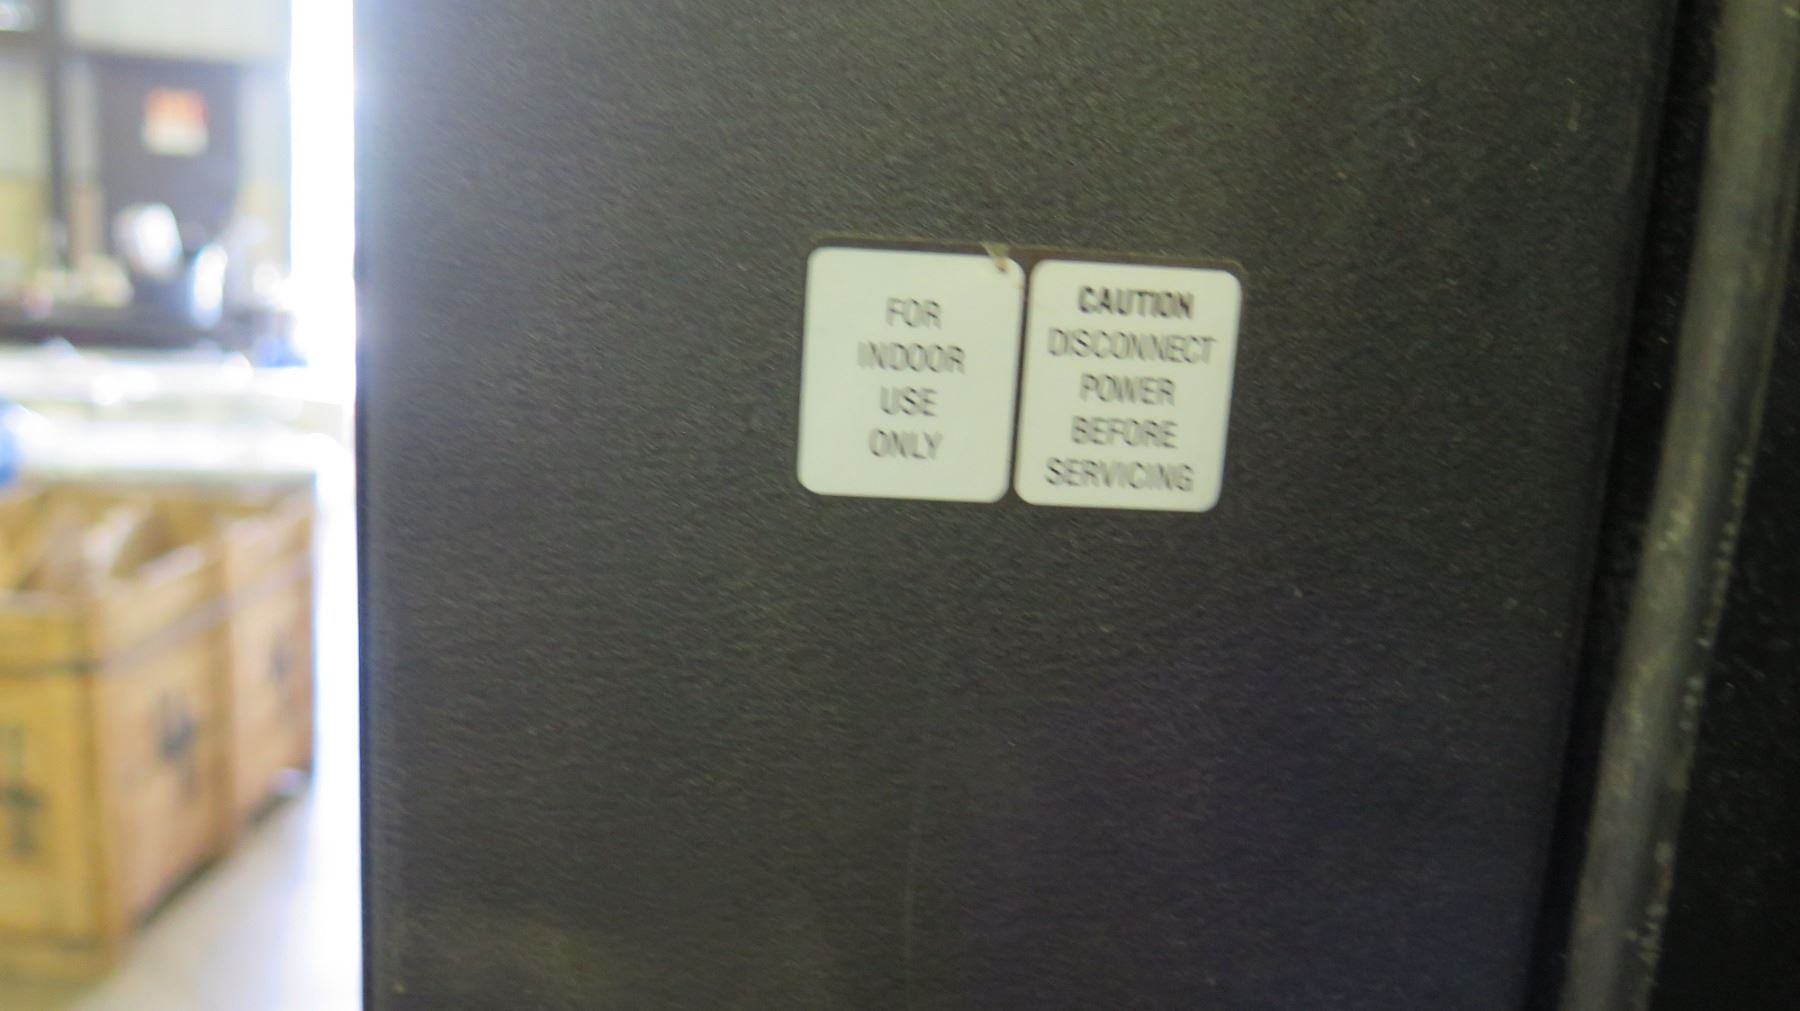 FOR
INDOOR
USE
ONLY
CAUTION
DISCONNECT
POWER
BEFORE
SERVICING